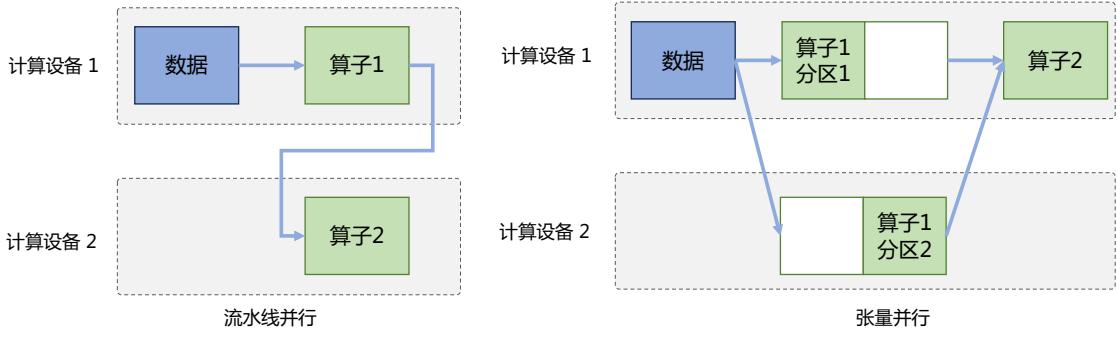 计算设备 1
数据
算子1
计算设备 2
算子2
流水线并行
计算设备 1
数据
算子1
分区1
算子2
计算设备 2
算子1
分区2
张量并行